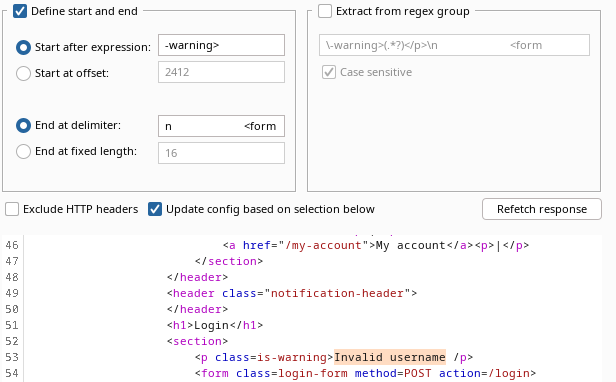 Define start and end
Start after expression: -warning>
Start at offset: 2412
End at delimiter: n <form
End at fixed length: 16
Extract from regex group
\-warning>(.*?)</p>\n <form
Case sensitive
Exclude HTTP headers Update config based on selection below Refetch response
46 <a href="/my-account">My account</a><p>|</p>
47 </section>
48 </header>
49 <header class="notification-header">
50 </header>
51 <h1>Login</h1>
52 <section>
53 <p class=is-warning>Invalid username /p>
54 <form class=login-form method=POST action=/login>